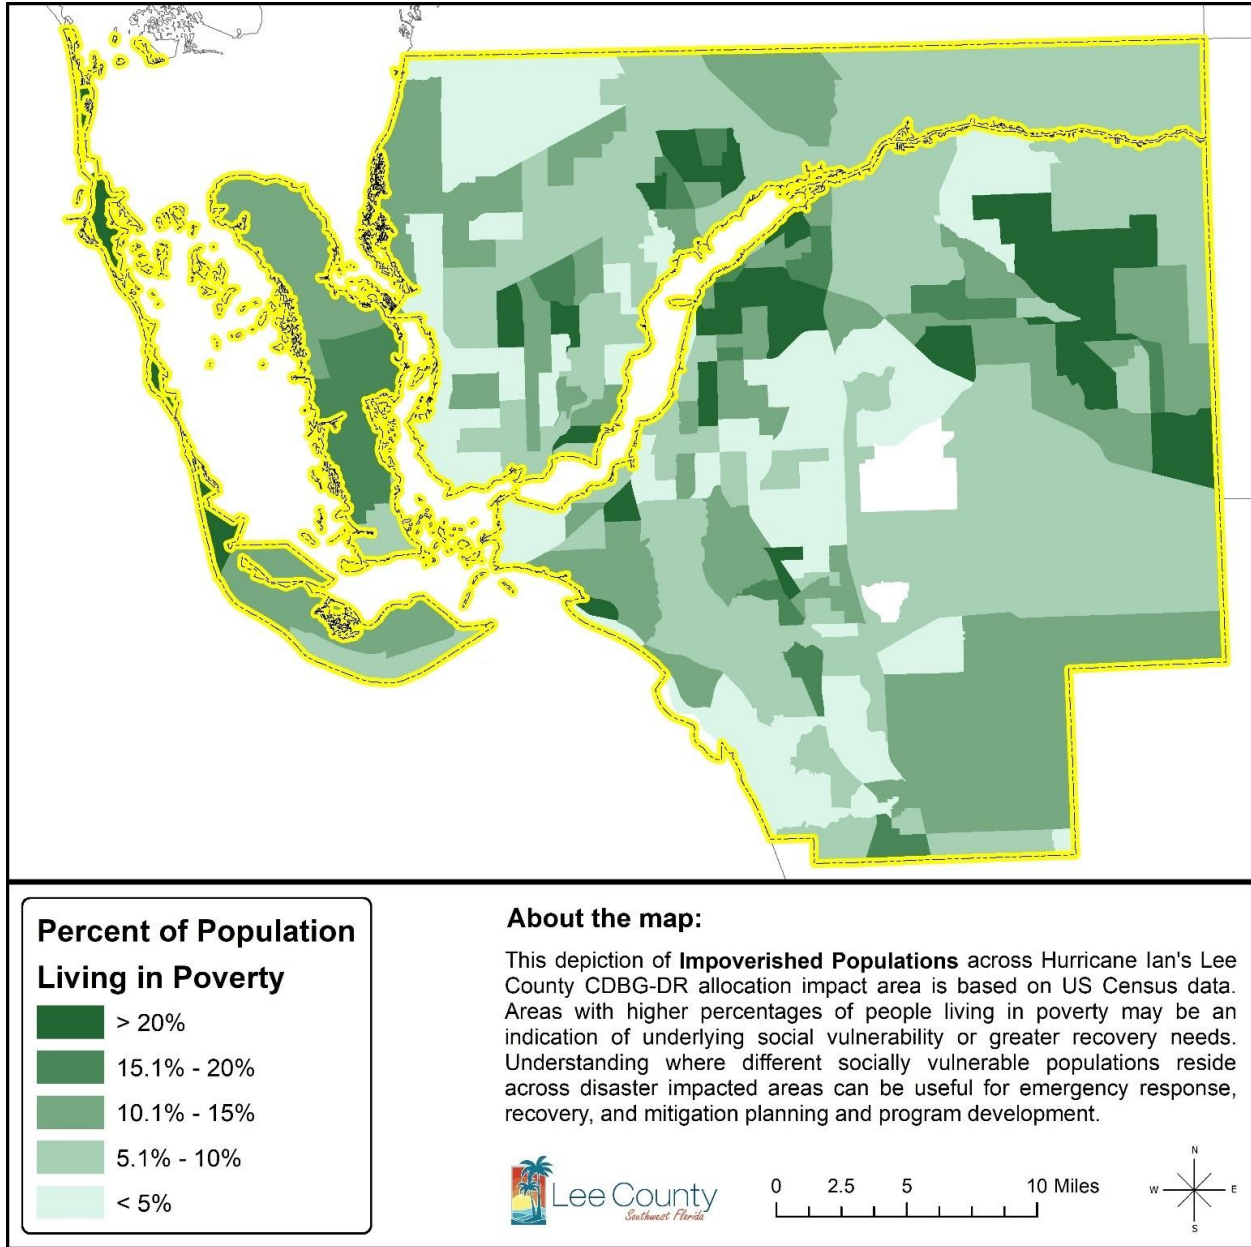 Percent of Population
Living in Poverty
> 20%
15.1% - 20%
10.1% - 15%
5.1% - 10%
< 5%
About the map:
This depiction of Impoverished Populations across Hurricane Ian's Lee
County CDBG-DR allocation impact area is based on US Census data.
Areas with higher percentages of people living in poverty may be an
indication of underlying social vulnerability or greater recovery needs.
Understanding where different socially vulnerable populations reside
across disaster impacted areas can be useful for emergency response,
recovery, and mitigation planning and program development.
Lee County
Southwest Florida
0 2.5 5 10 Miles
N
W E
S